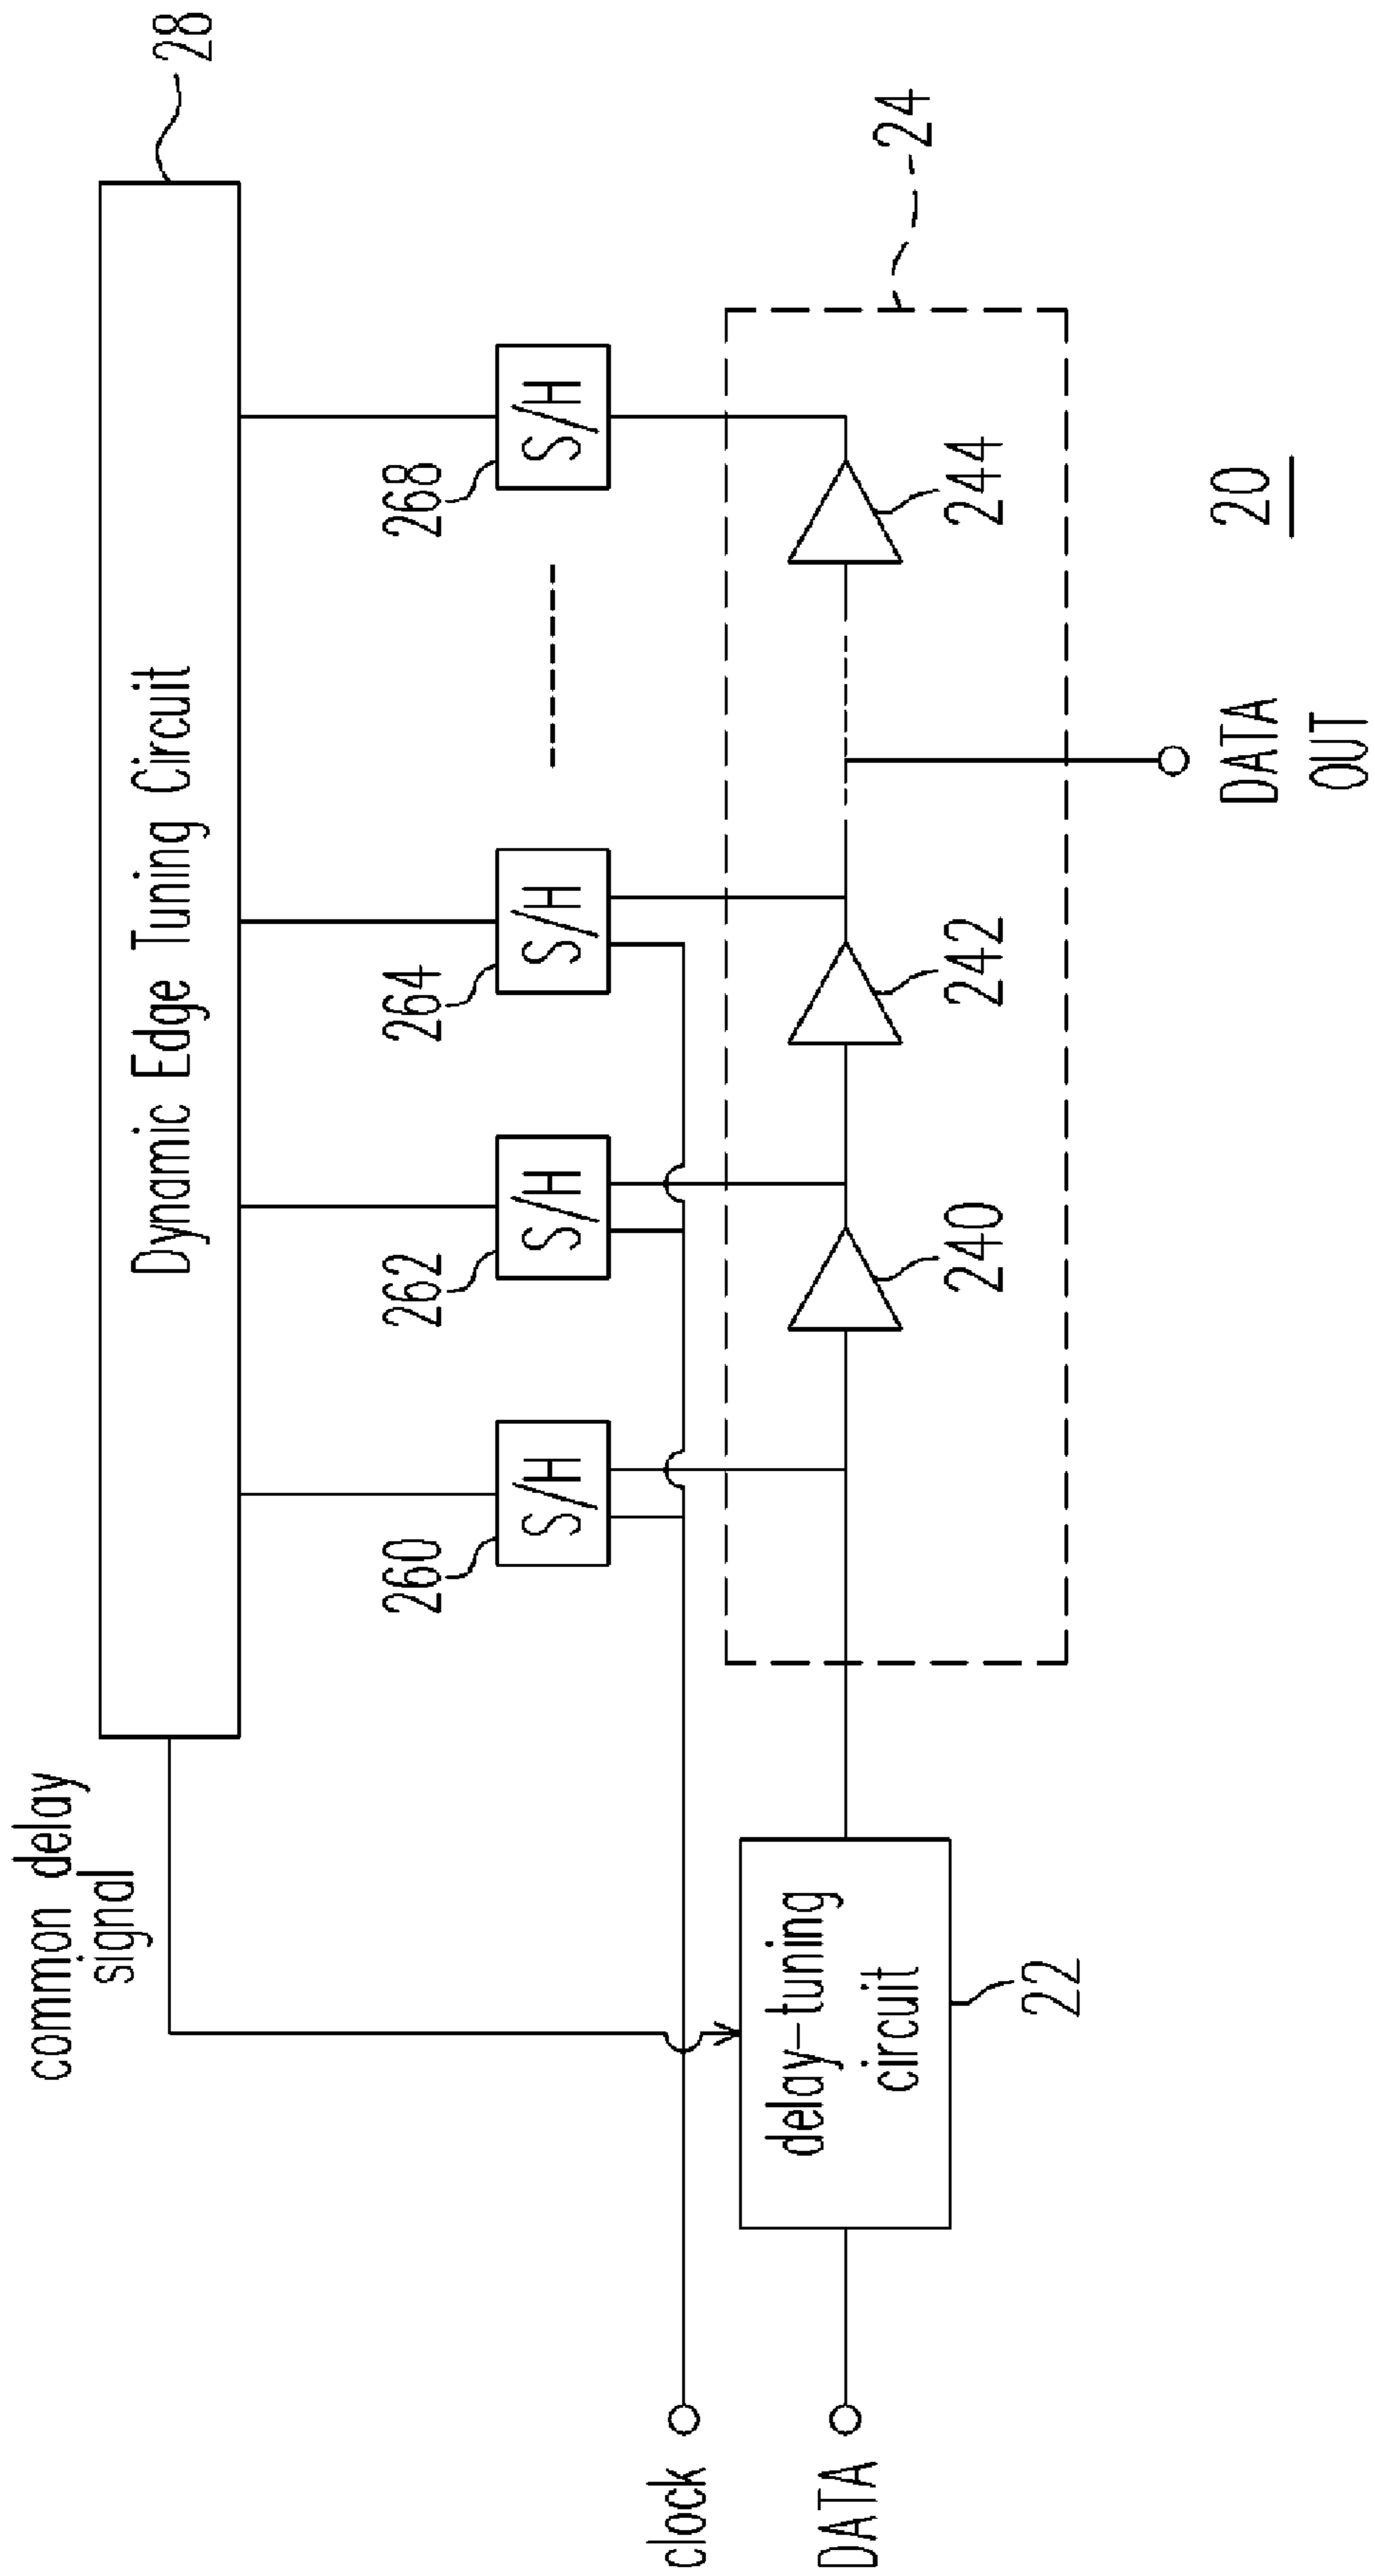 28
Dynamic Edge Tuning Circuit
common delay
signal
260
S/H
262
S/H
264
S/H
268
S/H
24
clock
DATA
delay-tuning
circuit
22
240
242
244
DATA
OUT
20